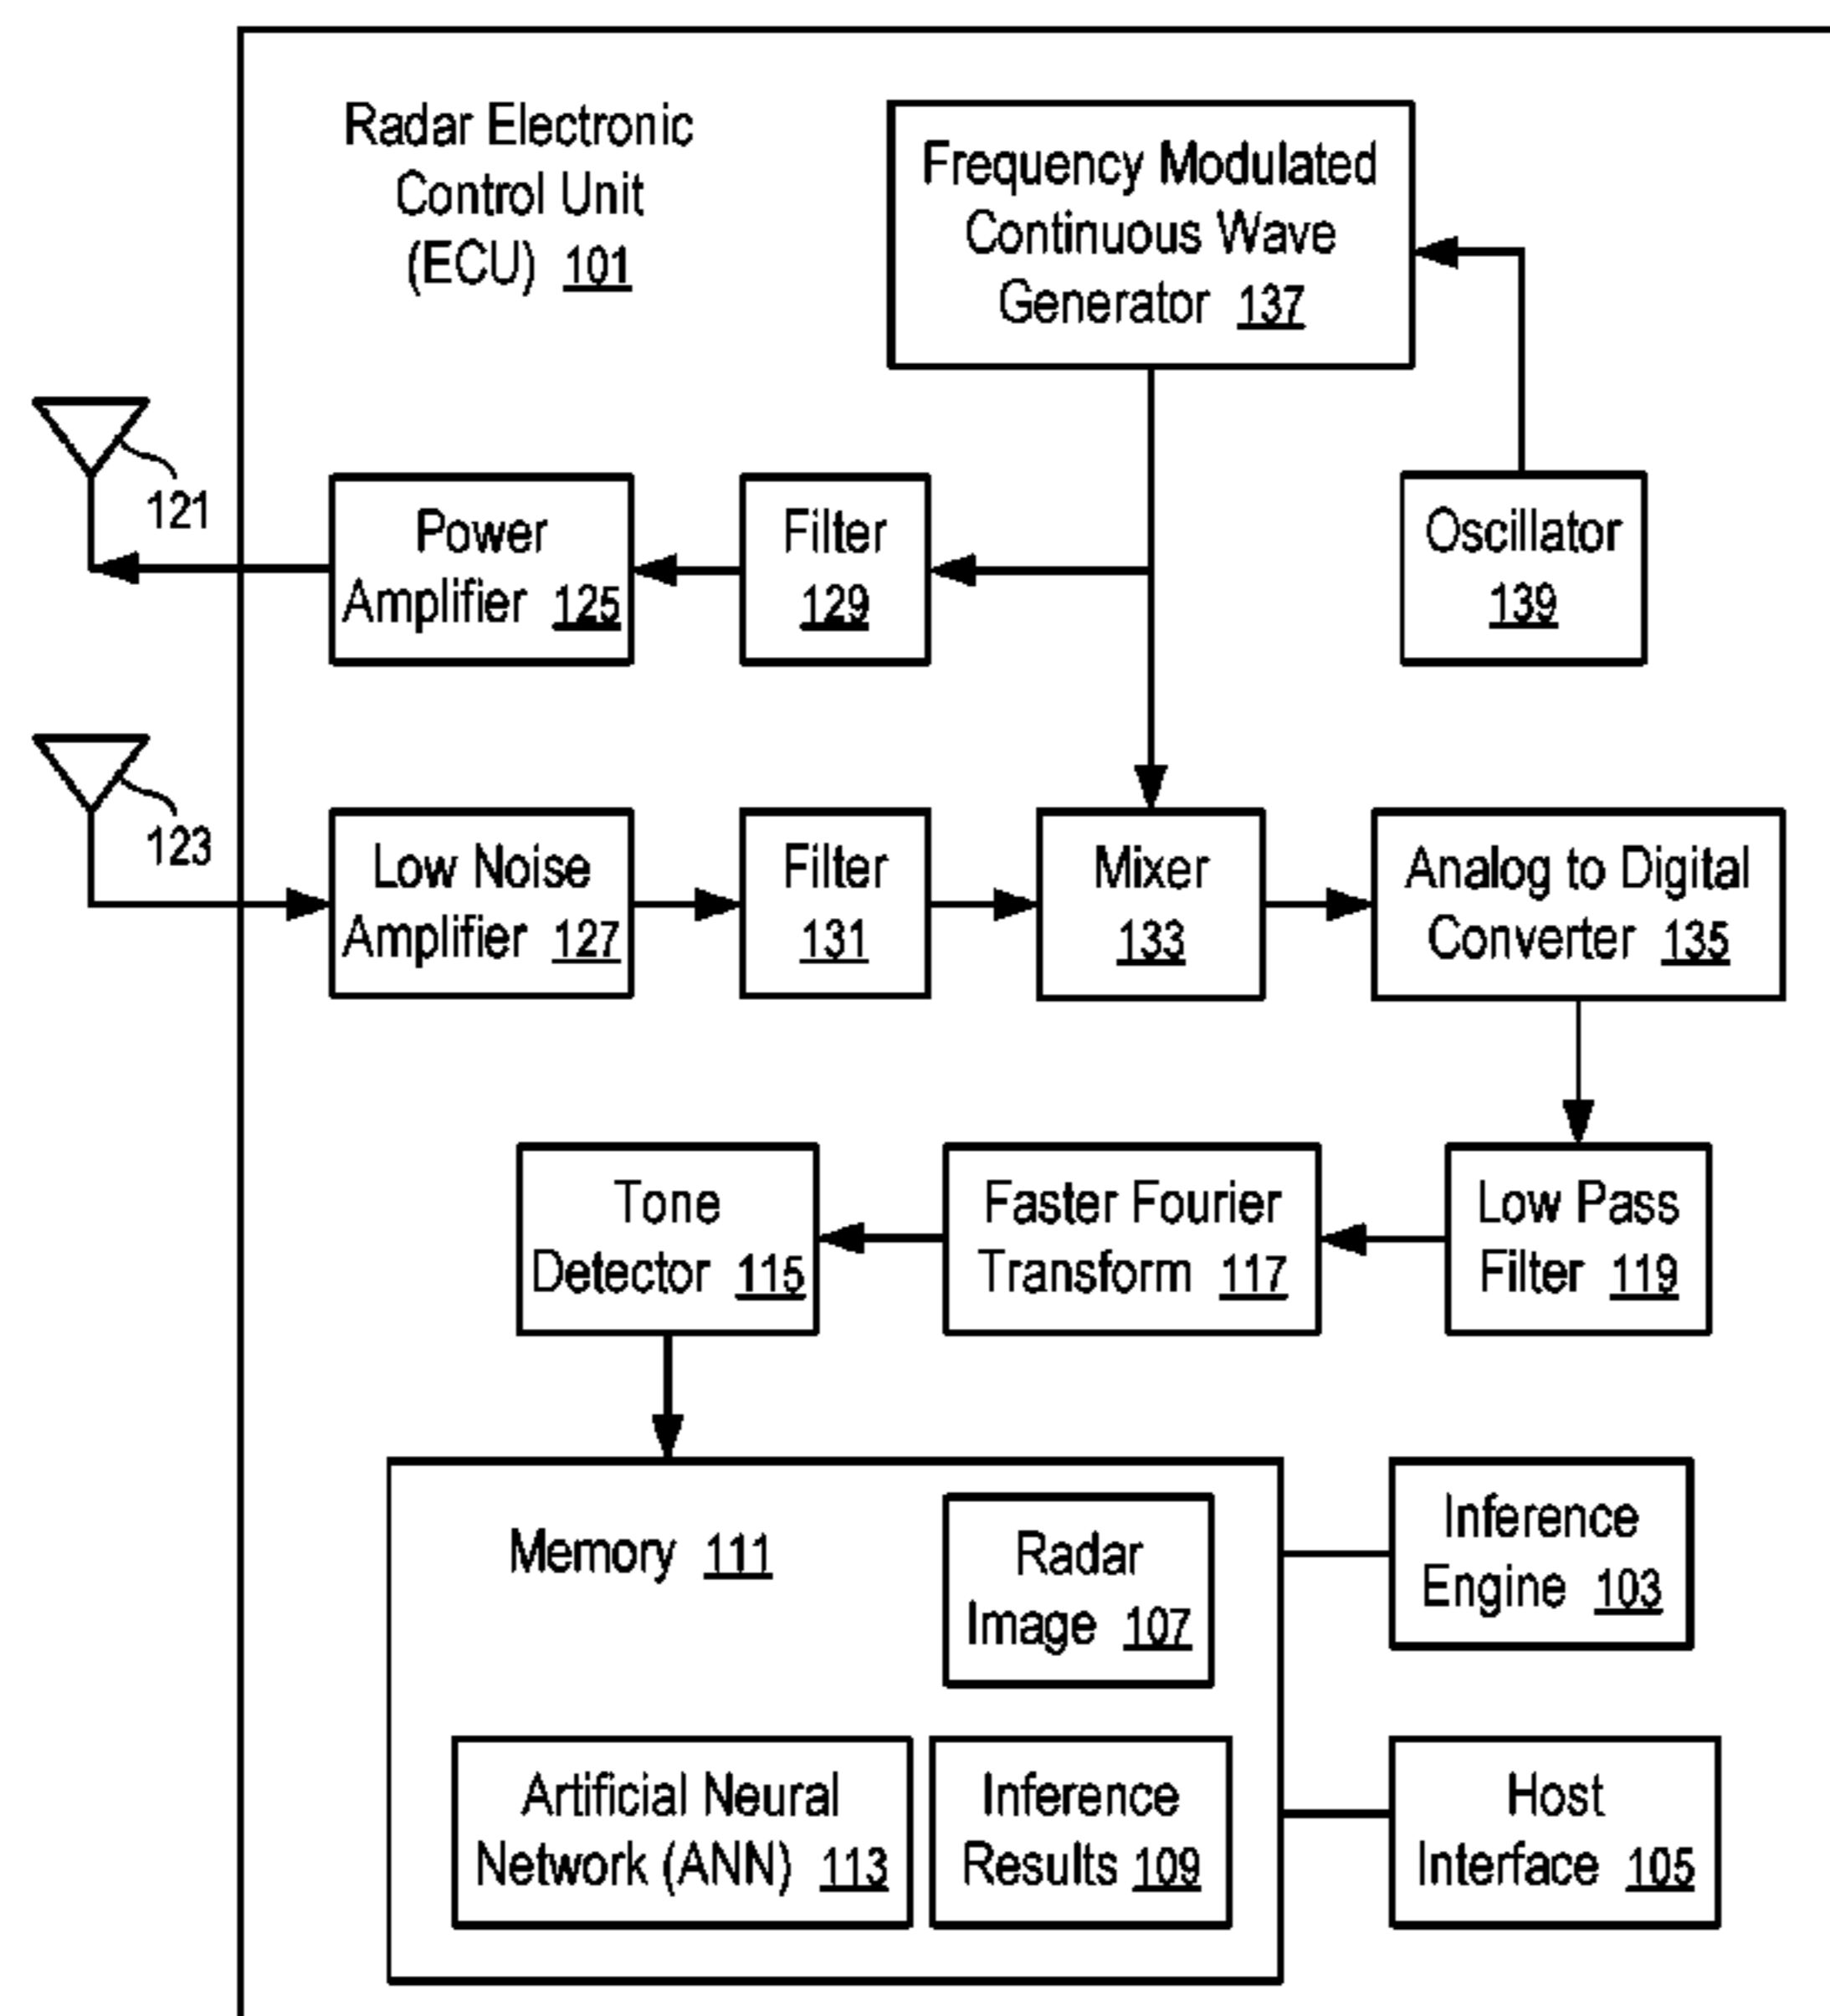 Radar Electronic
Control Unit
(ECU) 101
Frequency Modulated
Continuous Wave
Generator 137
121
Power
Amplifier 125
Filter
129
Oscillator
139
123
Low Noise
Amplifier 127
Filter
131
Mixer
133
Analog to Digital
Converter 135
Tone
Detector 115
Faster Fourier
Transform 117
Low Pass
Filter 119
Memory 111
Radar
Image 107
Inference
Engine 103
Artificial Neural
Network (ANN) 113
Inference
Results 109
Host
Interface 105